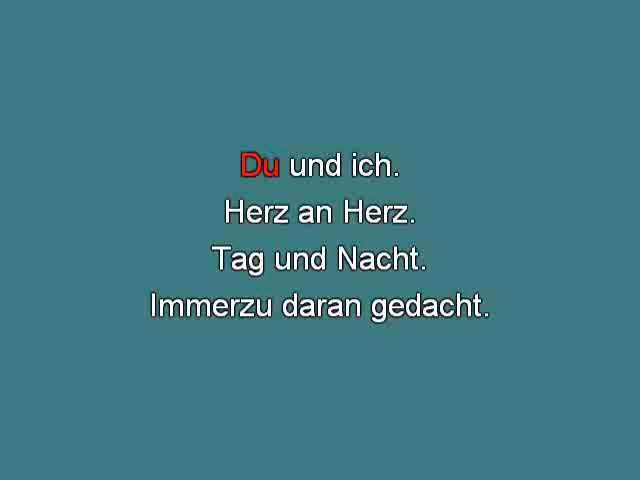 Du und ich.
Herz an Herz.
Tag und Nacht.
Immerzu daran gedacht.